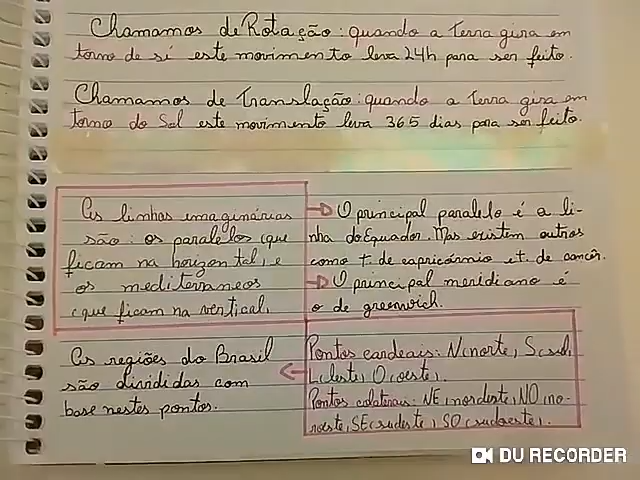 Chamamos de Rotação: quando a Terra gira em
torno de sí este movimento leva 24h para ser feito.
Chamamos de Translação: quando a Terra gira em
torno do Sol este movimento leva 365 dias para ser feito.
As linhas imaginárias
são: os paralelos (que
ficam na horizontal, e
os mediterraneos
(que ficam na vertical.
O principal paralelo é a li-
nha do Equador. Mas existem outros
como t. de capricórnio e t. de cancêr.
O principal meridiano é
o de greenwich.
As regiões do Brasil
são divididas com
base nestes pontos.
Pontos cardeais: N(norte), S(sul),
L(leste), O(oeste),
Pontos colaterais: NE(nordeste), NO(no-
roeste), SE(sudeste), SO(sudoeste).
DU RECORDER